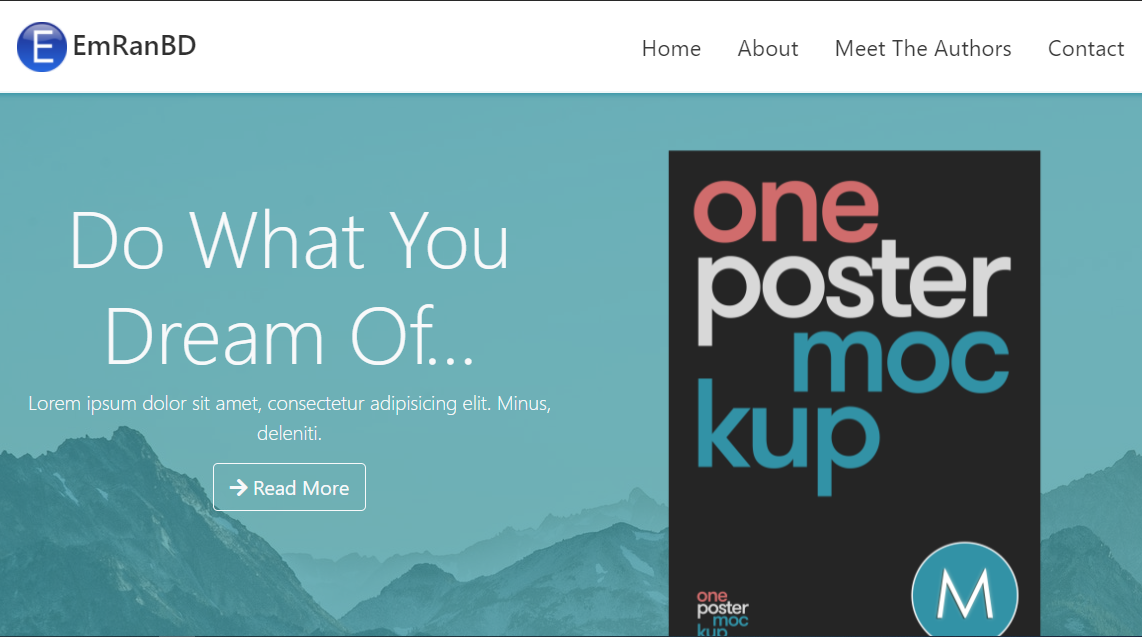 E EmRanBD
Home About Meet The Authors Contact
Do What You
Dream Of...
Lorem ipsum dolor sit amet, consectetur adipisicing elit. Minus,
deleniti.
Read More
one
poster
moc
kup
one
poster
moc
kup
M